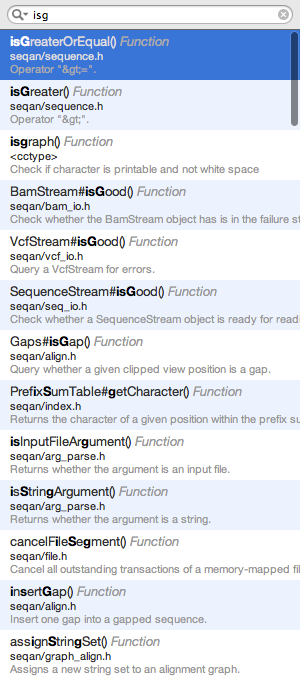 isg
isGreaterOrEqual() Function
seqan/sequence.h
Operator "&gt;=".
isGreater() Function
seqan/sequence.h
Operator "&gt;".
isgraph() Function
<cctype>
Check if character is printable and not white space
BamStream#isGood() Function
seqan/bam_io.h
Check whether the BamStream object has is in the failure st
VcfStream#isGood() Function
seqan/vcf_io.h
Query a VcfStream for errors.
SequenceStream#isGood() Function
seqan/seq_io.h
Check whether a SequenceStream object is ready for readi
Gaps#isGap() Function
seqan/align.h
Query whether a given clipped view position is a gap.
PrefixSumTable#getCharacter() Function
seqan/index.h
Returns the character of a given position within the prefix su
isInputFileArgument() Function
seqan/arg_parse.h
Returns whether the argument is an input file.
isStringArgument() Function
seqan/arg_parse.h
Returns whether the argument is a string.
cancelFileSegment() Function
seqan/file.h
Cancel all outstanding transactions of a memory-mapped fil
insertGap() Function
seqan/align.h
Insert one gap into a gapped sequence.
assignStringSet() Function
seqan/graph_align.h
Assigns a new string set to an alignment graph.